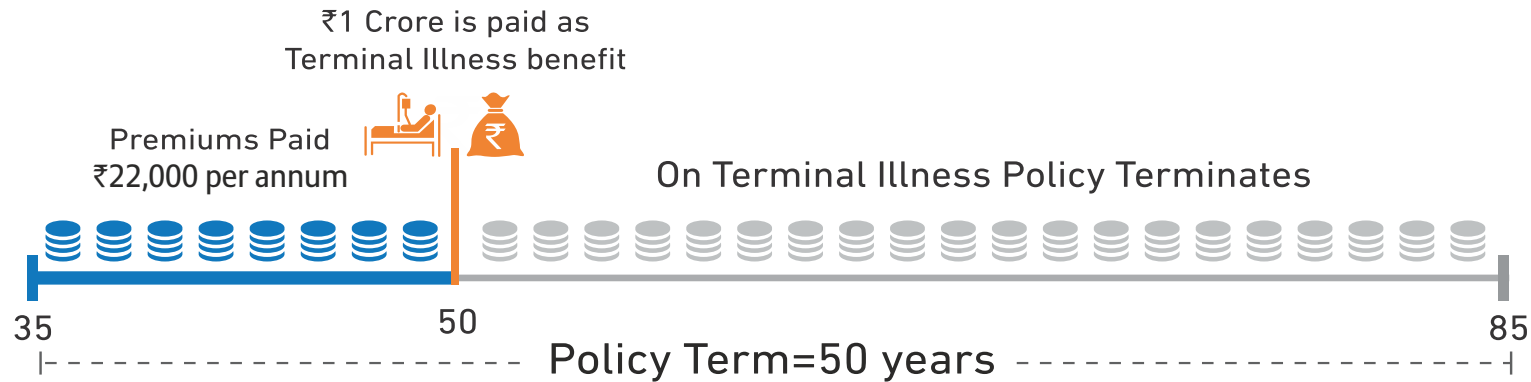 ₹1 Crore is paid as
Terminal Illness benefit
Premiums Paid
₹22,000 per annum
₹
On Terminal Illness Policy Terminates
35
50
85
Policy Term=50 years